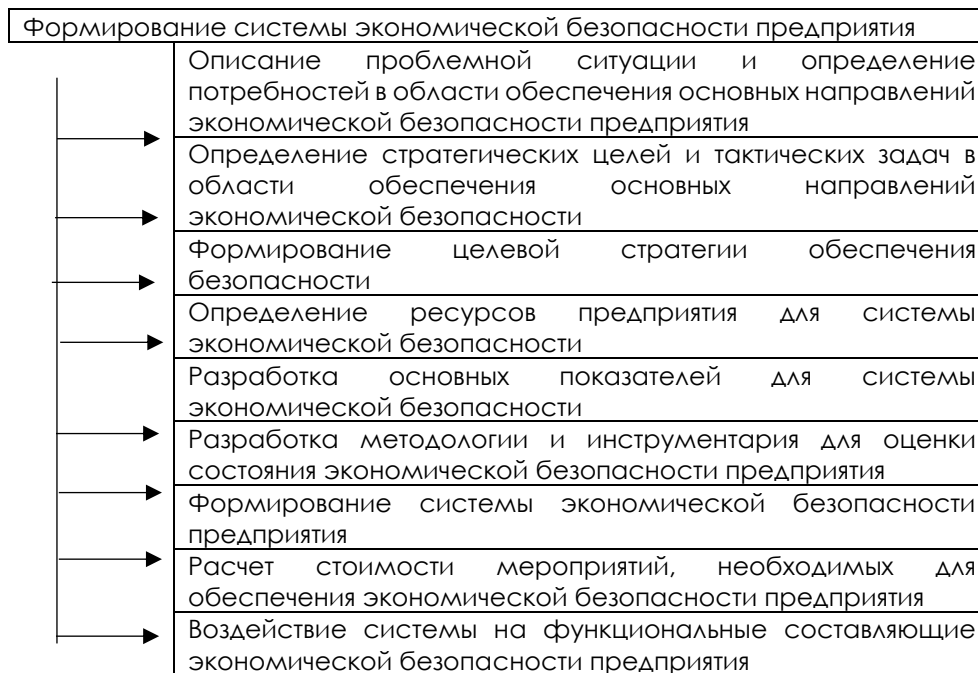 Формирование системы экономической безопасности предприятия
Описание проблемной ситуации и определение
потребностей в области обеспечения основных направлений
экономической безопасности предприятия
Определение стратегических целей и тактических задач в
области обеспечения основных направлений
экономической безопасности
Формирование целевой стратегии обеспечения
безопасности
Определение ресурсов предприятия для системы
экономической безопасности
Разработка основных показателей для системы
экономической безопасности
Разработка методологии и инструментария для оценки
состояния экономической безопасности предприятия
Формирование системы экономической безопасности
предприятия
Расчет стоимости мероприятий, необходимых для
обеспечения экономической безопасности предприятия
Воздействие системы на функциональные составляющие
экономической безопасности предприятия